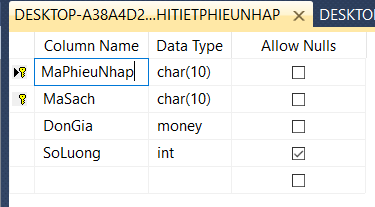 DESKTOP-A38A4D2...HITIETPHIEUNHAP DESKTO
Column Name Data Type Allow Nulls
MaPhieuNhap char(10)
MaSach char(10)
DonGia money
SoLuong int